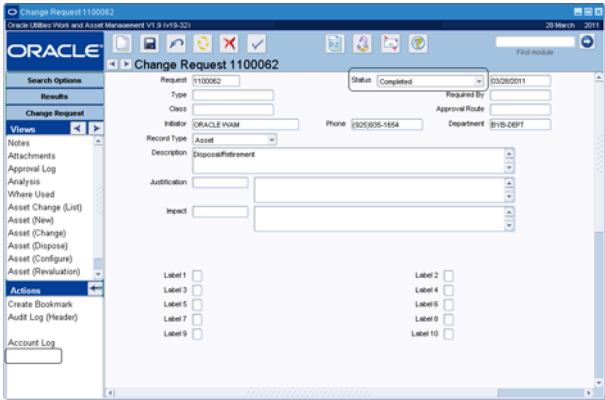 Change Request 1100062
Oracle Utilities Work and Asset Management V1.9 (v19-32) 28 March 2011
ORACLE
Find module
Change Request 1100062
Search Options
Results
Change Request
Views
Notes
Attachments
Approval Log
Analysis
Where Used
Asset Change (List)
Asset (New)
Asset (Change)
Asset (Dispose)
Asset (Configure)
Asset (Revaluation)
Actions
Create Bookmark
Audit Log (Header)
Account Log
Request 1100062 Status Completed 03/28/2011
Type Required By
Class Approval Route
Initiator ORACLE WAM Phone (925)935-1654 Department BYB-DEPT
Record Type Asset
Description Disposal/Retirement
Justification
Impact
Label 1 Label 2
Label 3 Label 4
Label 5 Label 6
Label 7 Label 8
Label 9 Label 10